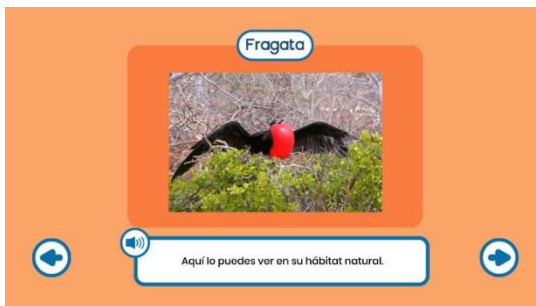 Fragata
Aquí lo puedes ver en su hábitat natural.